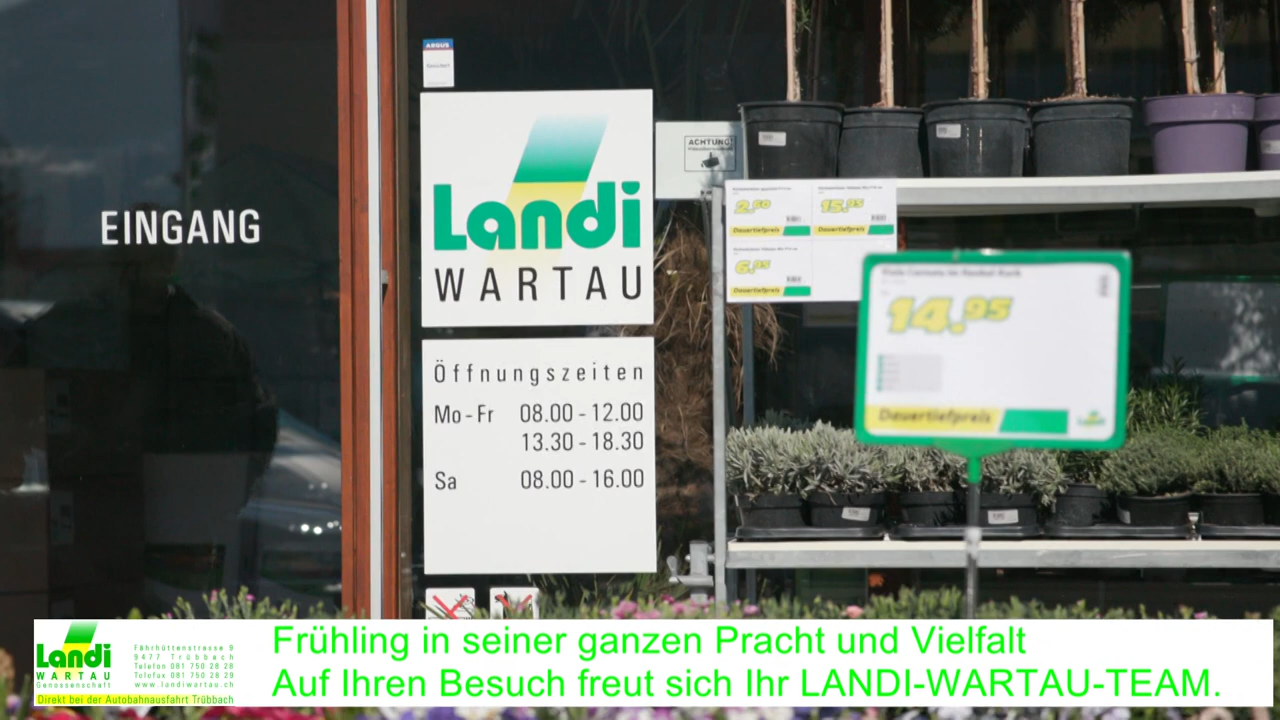 ARGUS
EINGANG
Landi
WARTAU
Öffnungszeiten
Mo - Fr 08.00 - 12.00
13.30 - 18.30
Sa 08.00 - 16.00
ACHTUNG!
2.50
15.95
Dauertiefpreis
Dauertiefpreis
6.95
Dauertiefpreis
14.95
Dauertiefpreis
Landi
WARTAU
Genossenschaft
Fährhüttenstrasse 9
9477 Trübbach
Telefon 081 750 28 28
Telefax 081 750 28 29
www.landiwartau.ch
Direkt bei der Autobahnausfahrt Trübbach
Frühling in seiner ganzen Pracht und Vielfalt
Auf Ihren Besuch freut sich Ihr LANDI-WARTAU-TEAM.